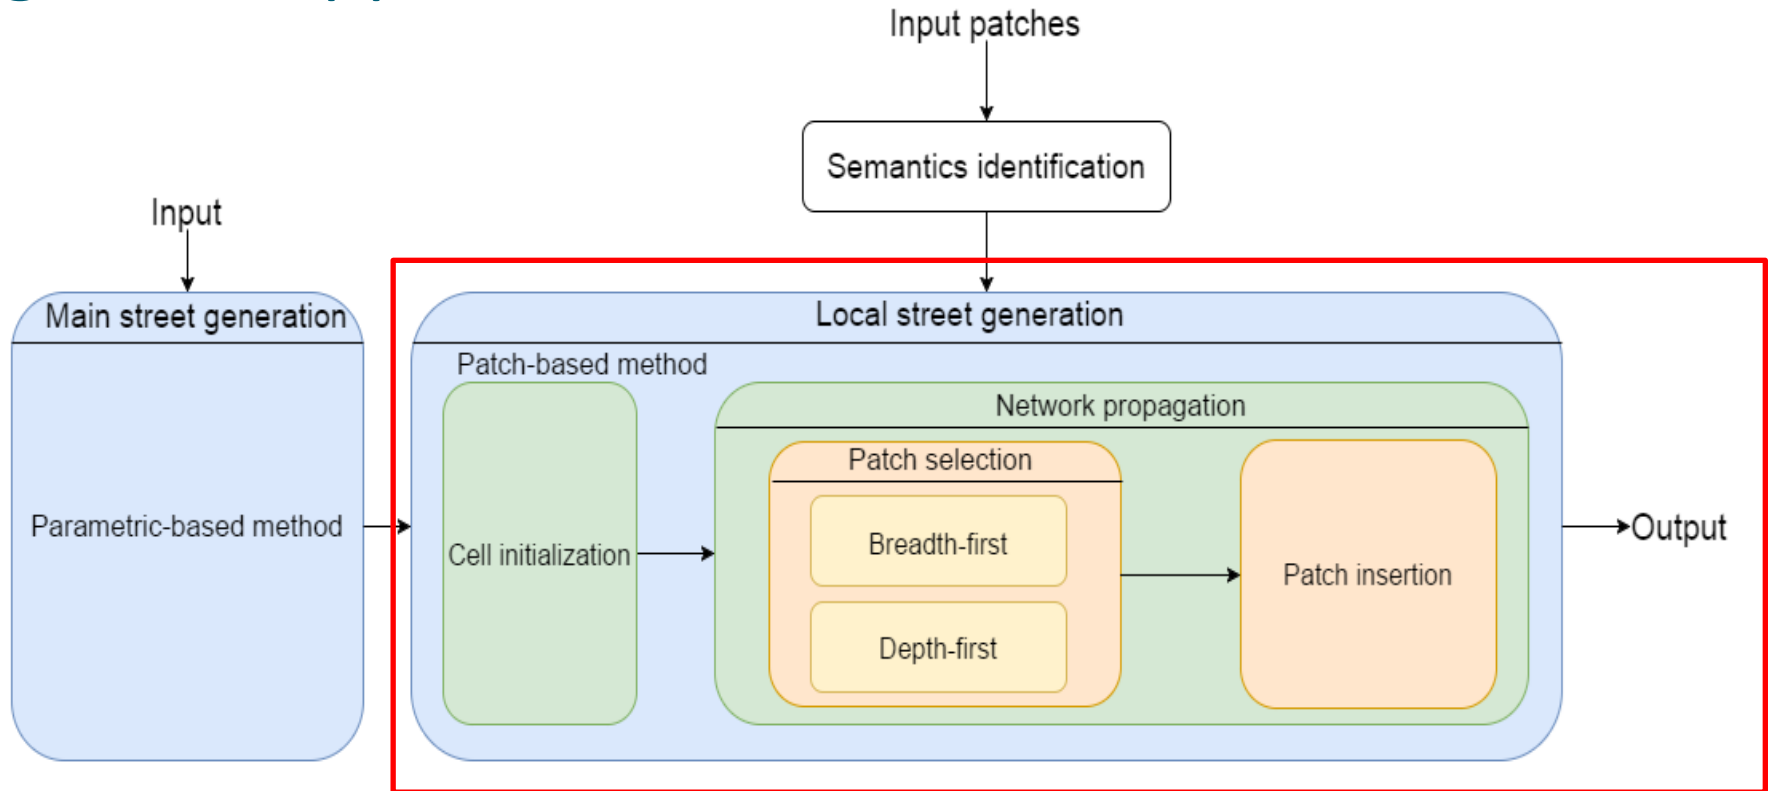 Input patches
Semantics identification
Input
Main street generation
Local street generation
Patch-based method
Network propagation
Patch selection
Breadth-first
Parametric-based method
Cell initialization
Depth-first
Patch insertion
Output